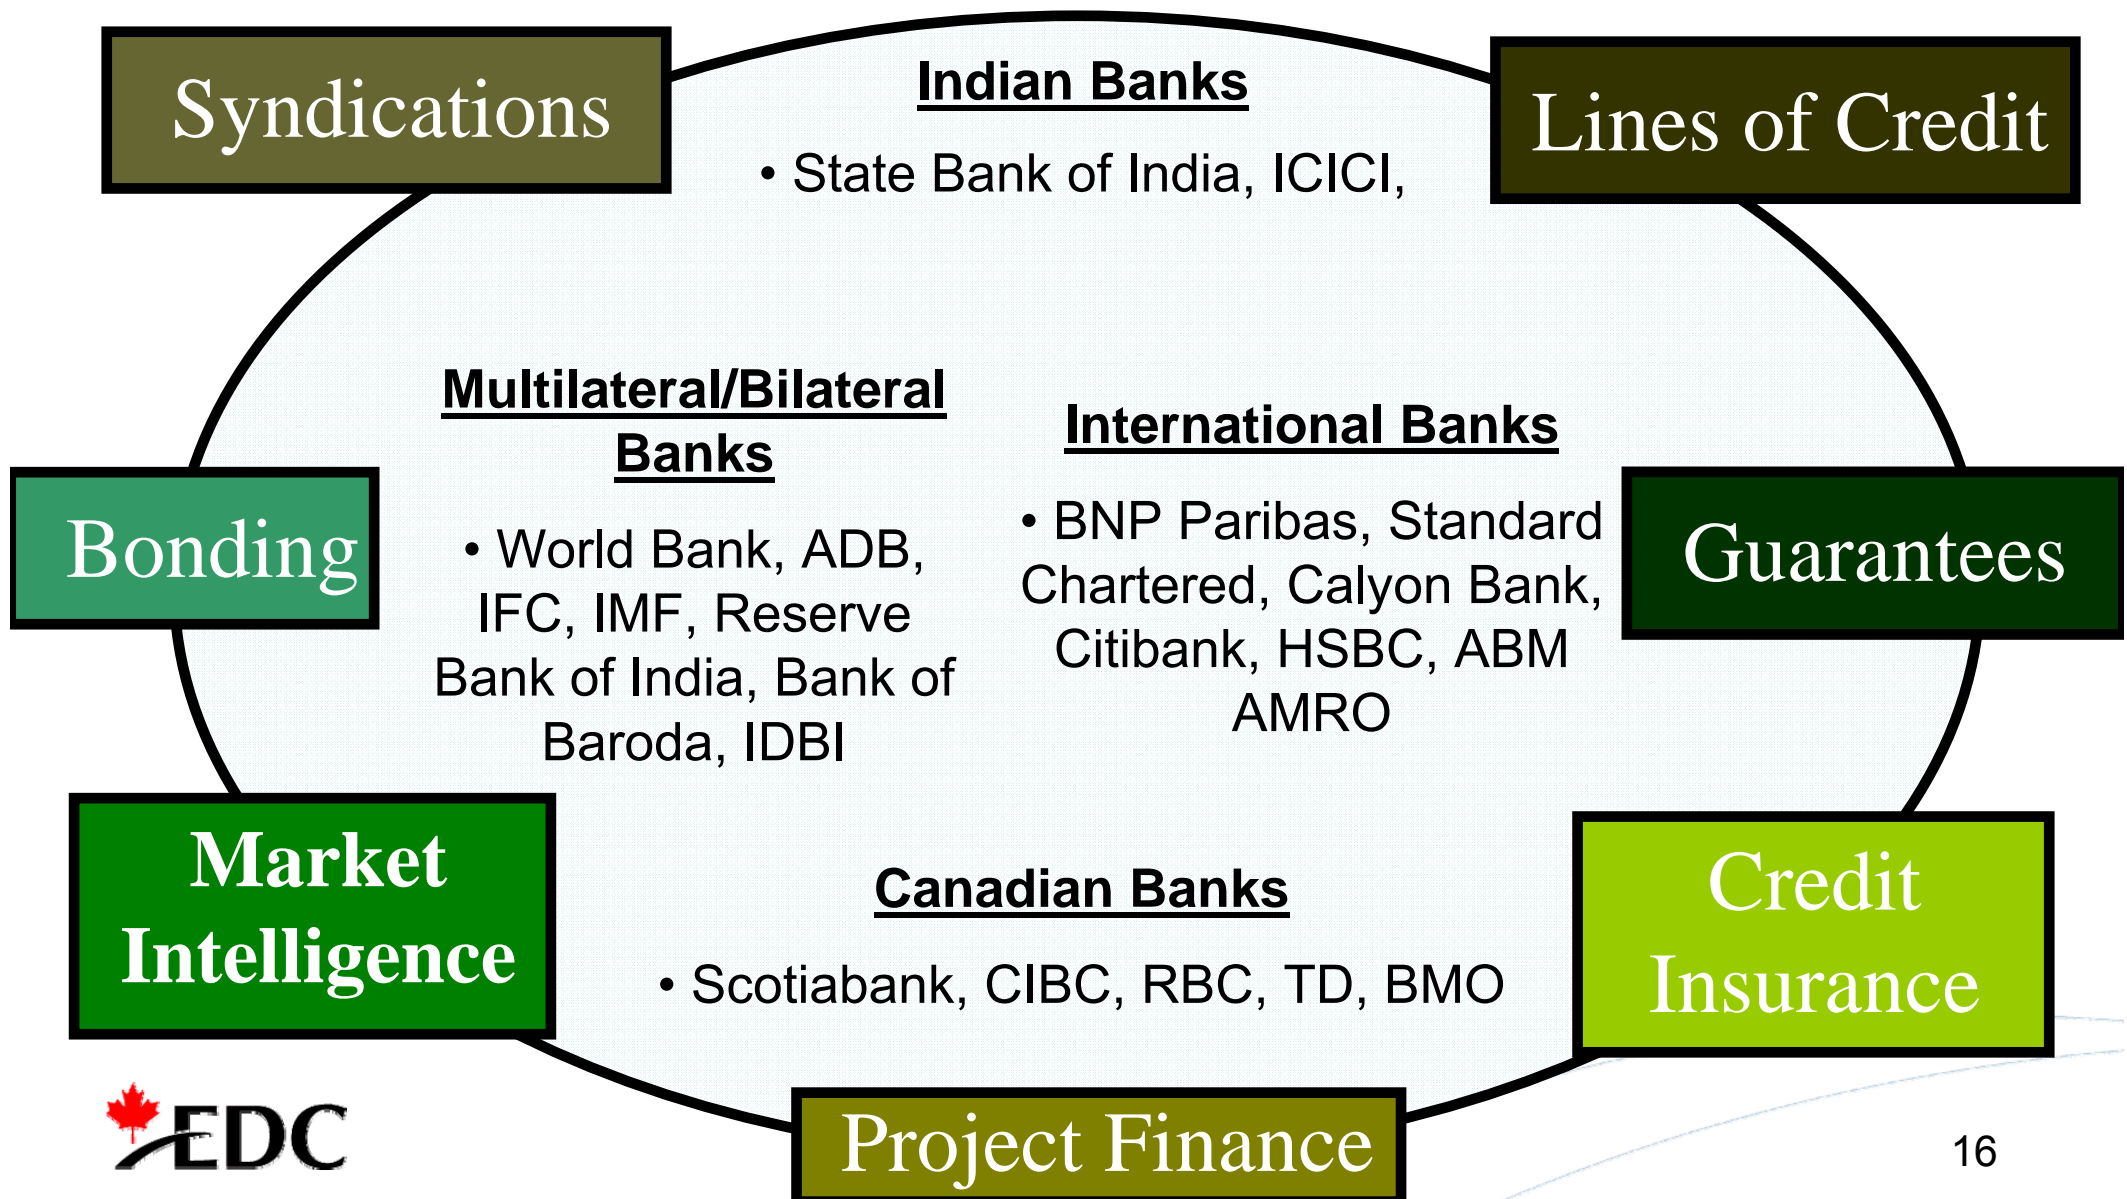 Syndications
Indian Banks
• State Bank of India, ICICI,
Lines of Credit
Multilateral/Bilateral
Banks
• World Bank, ADB,
IFC, IMF, Reserve
Bank of India, Bank of
Baroda, IDBI
International Banks
• BNP Paribas, Standard
Chartered, Calyon Bank,
Citibank, HSBC, ABM
AMRO
Bonding
Guarantees
Market
Intelligence
Canadian Banks
• Scotiabank, CIBC, RBC, TD, BMO
Credit
Insurance
Project Finance
EDC
16